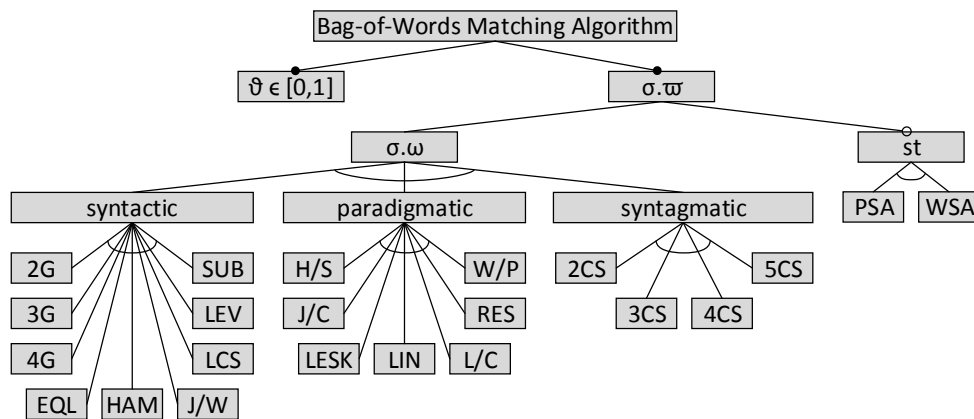 Bag-of-Words Matching Algorithm
ϑ ϵ [0,1]
σ.ϖ
σ.ω
st
syntactic
paradigmatic
syntagmatic
PSA
WSA
2G
SUB
H/S
W/P
2CS
5CS
3G
LEV
J/C
RES
3CS
4CS
4G
LCS
LESK
LIN
L/C
EQL
HAM
J/W